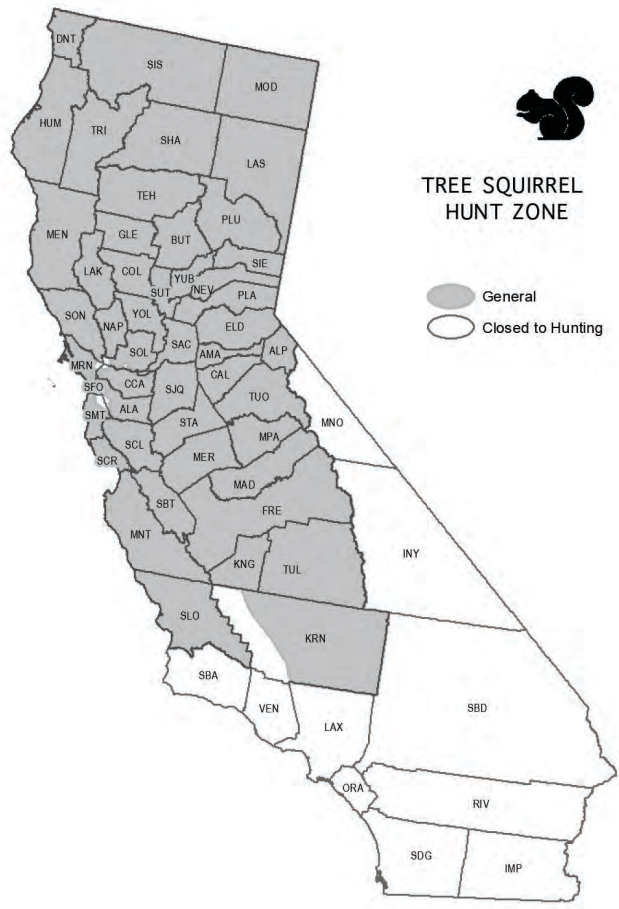 DNT
SIS
MOD
HUM
TRI
SHA
LAS
TREE SQUIRREL
HUNT ZONE
TEH
PLU
MEN
GLE
BUT
SIE
LAK
COL
YUB
NEV
SUT
PLA
General
SON
NAP
YOL
ELD
Closed to Hunting
SAC
SOL
AMA
ALP
MRN
CCA
CAL
SFO
SJQ
TUO
SMT
ALA
STA
MNO
SCL
MPA
SCR
MER
MAD
SBT
FRE
MNT
INY
KNG
TUL
SLO
KRN
SBA
VEN
SBD
LAX
ORA
RIV
SDG
IMP